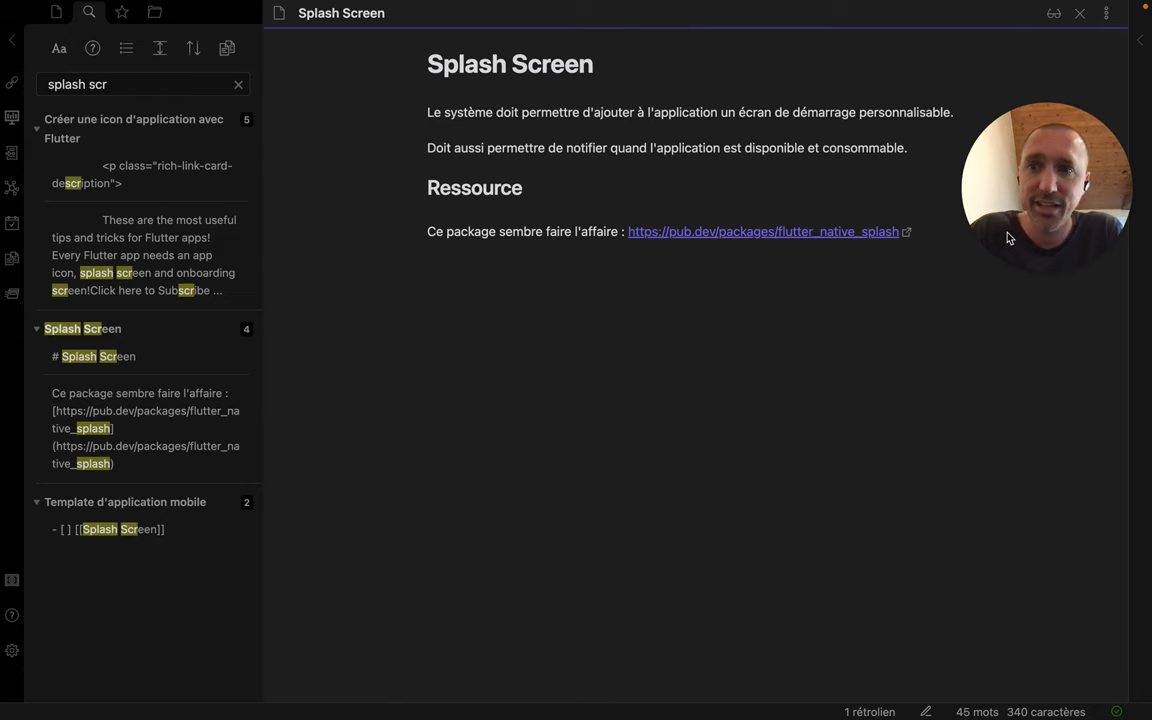 Splash Screen
Aa
splash scr
Créer une icon d'application avec
Flutter
5
<p class="rich-link-card-
description">
These are the most useful
tips and tricks for Flutter apps!
Every Flutter app needs an app
icon, splash screen and onboarding
screen!Click here to Subscribe ...
Splash Screen
4
# Splash Screen
Ce package sembre faire l'affaire :
[https://pub.dev/packages/flutter_na
tive_splash]
(https://pub.dev/packages/flutter_na
tive_splash)
Template d'application mobile
2
- [ ] [[Splash Screen]]
Splash Screen
Le système doit permettre d'ajouter à l'application un écran de démarrage personnalisable.
Doit aussi permettre de notifier quand l'application est disponible et consommable.
Ressource
Ce package sembre faire l'affaire : https://pub.dev/packages/flutter_native_splash
1 rétrolien
45 mots
340 caractères